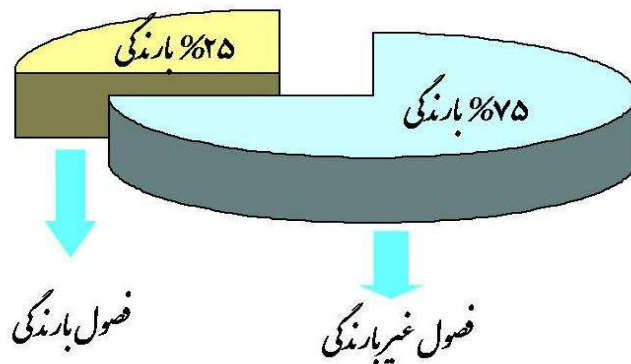 %۲۵ بارندگی
%۷۵ بارندگی
فصول بارندگی
فصول غیربارندگی